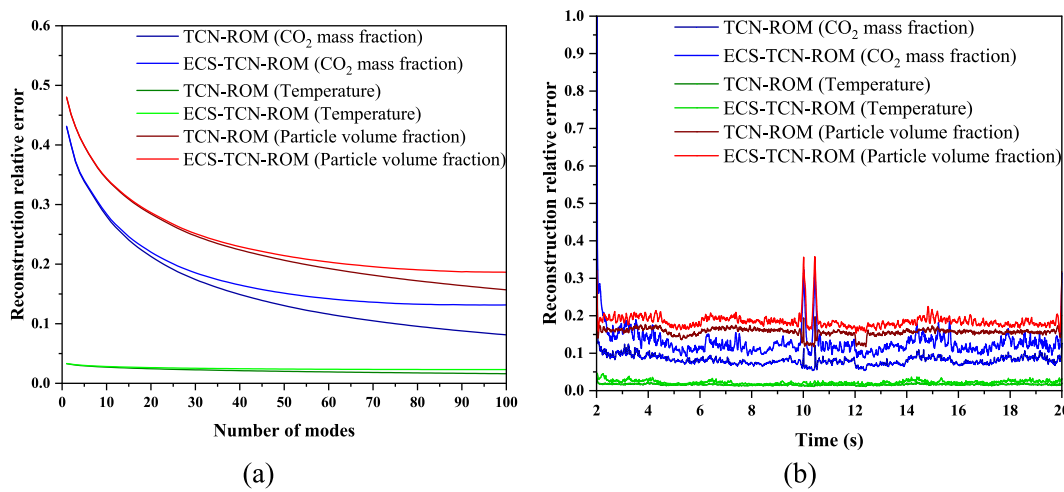 TCN-ROM (CO2 mass fraction)
ECS-TCN-ROM (CO2 mass fraction)
TCN-ROM (Temperature)
ECS-TCN-ROM (Temperature)
TCN-ROM (Particle volume fraction)
ECS-TCN-ROM (Particle volume fraction)
Reconstruction relative error
0.6
0.5
0.4
0.3
0.2
0.1
0.0
0 10 20 30 40 50 60 70 80 90 100
Number of modes
(a)
TCN-ROM (CO2 mass fraction)
ECS-TCN-ROM (CO2 mass fraction)
TCN-ROM (Temperature)
ECS-TCN-ROM (Temperature)
TCN-ROM (Particle volume fraction)
ECS-TCN-ROM (Particle volume fraction)
Reconstruction relative error
1.0
0.9
0.8
0.7
0.6
0.5
0.4
0.3
0.2
0.1
0.0
2 4 6 8 10 12 14 16 18 20
Time (s)
(b)